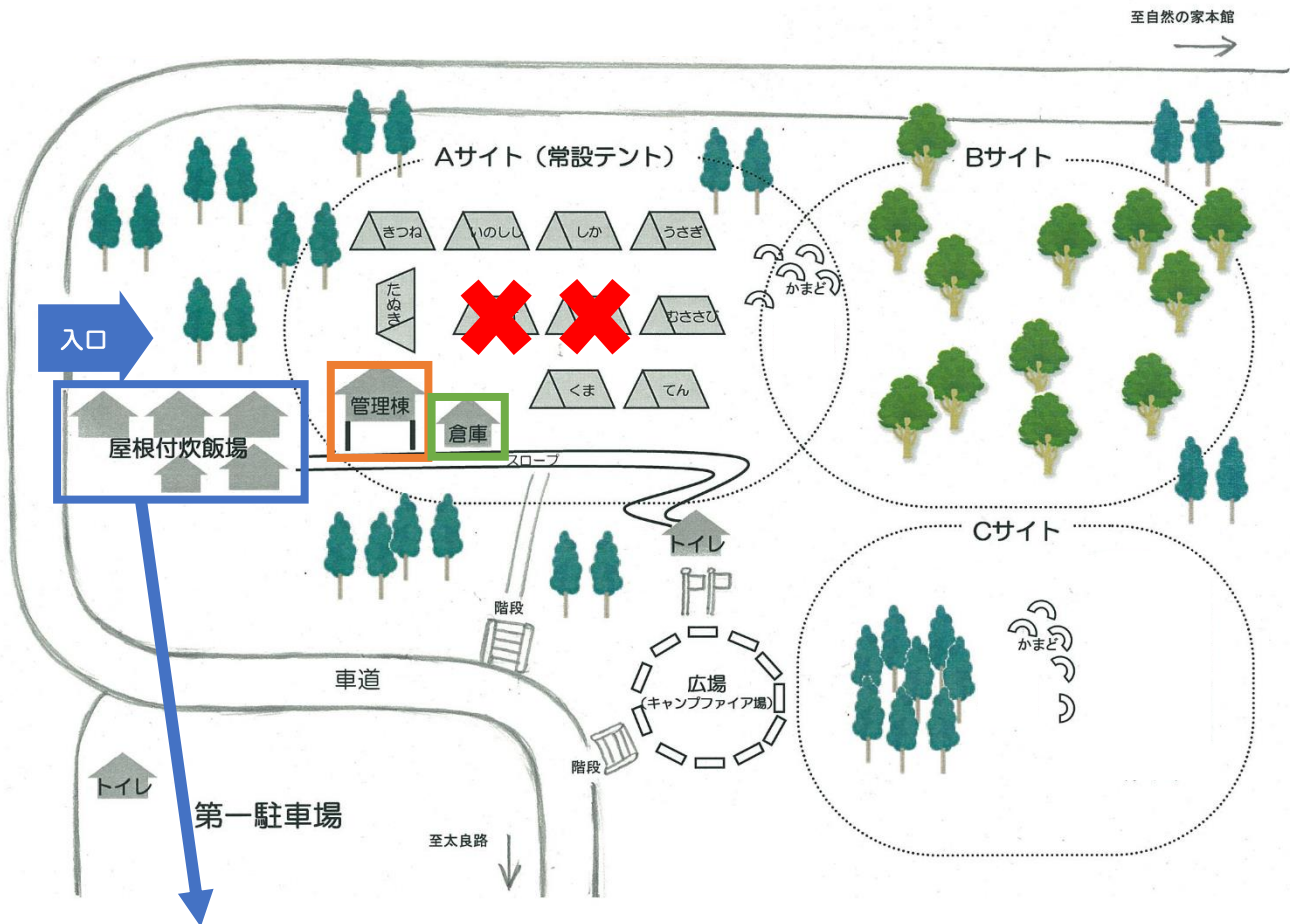 至自然の家本館
Aサイト（常設テント）
Bサイト
きつね
いのしし
しか
うさぎ
たぬき
かまど
むささび
入口
くま
てん
管理棟
倉庫
屋根付炊飯場
スロープ
トイレ
Cサイト
階段
かまど
車道
広場
（キャンプファイア場）
階段
トイレ
第一駐車場
至太良路